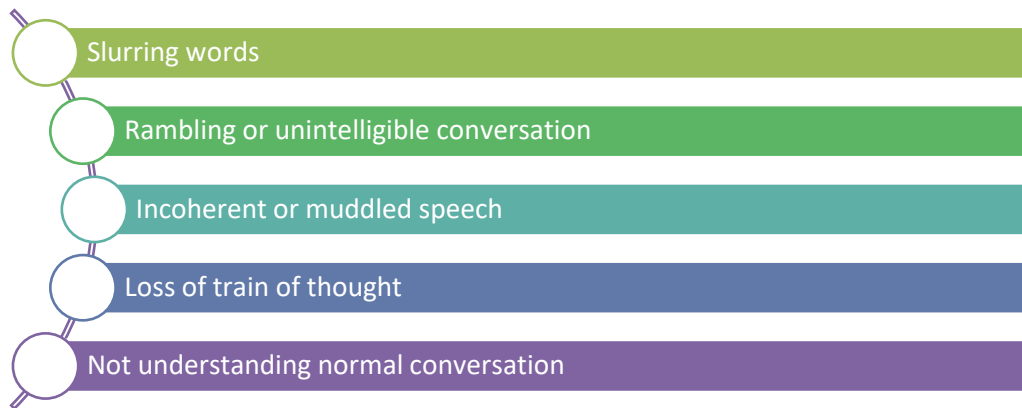 Slurring words
Rambling or unintelligible conversation
Incoherent or muddled speech
Loss of train of thought
Not understanding normal conversation